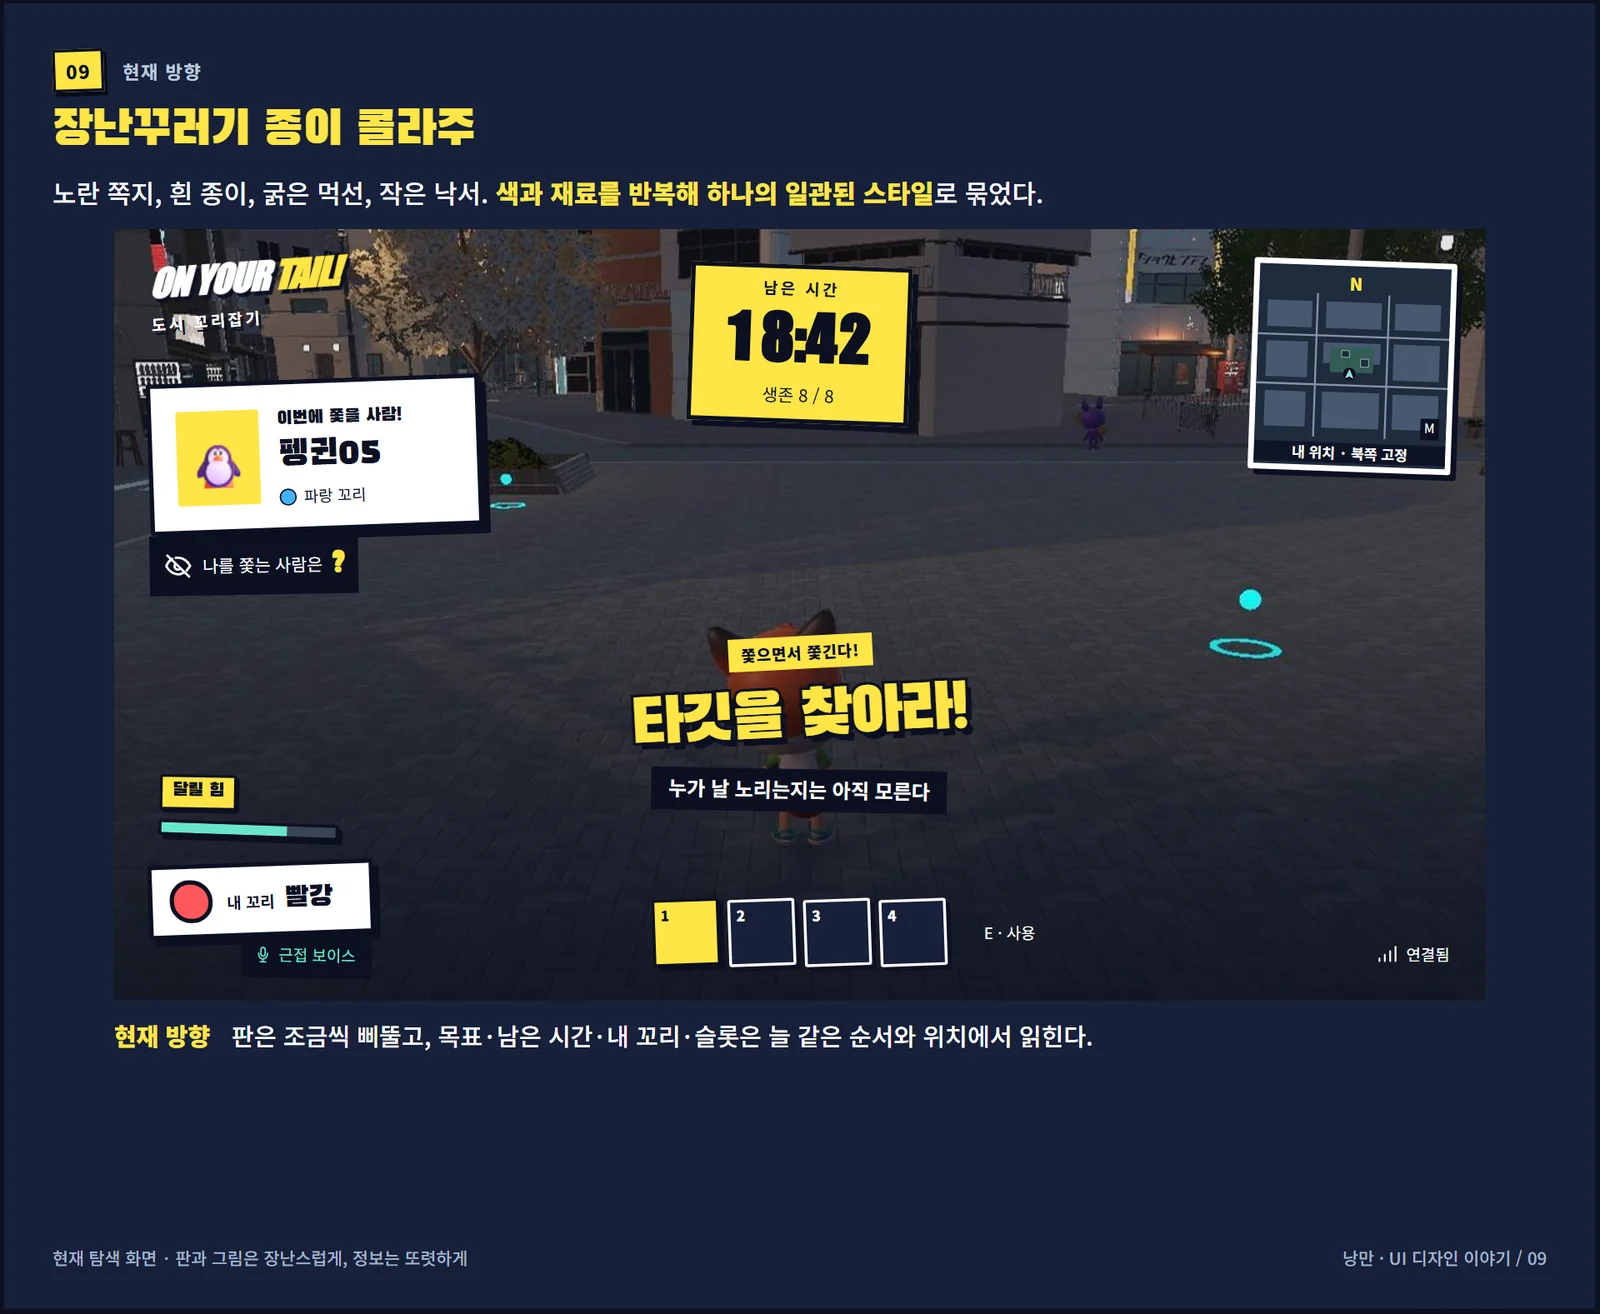 09 현재 방향
장난꾸러기 종이 콜라주
노란 쪽지, 흰 종이, 굵은 먹선, 작은 낙서. 색과 재료를 반복해 하나의 일관된 스타일로 묶었다.
ON YOUR TAIL!
도시 꼬리잡기
남은 시간
18:42
생존 8 / 8
N
M
내 위치 · 북쪽 고정
이번에 쫓을 사람!
펭귄05
파랑 꼬리
나를 쫓는 사람은 ?
쫓으면서 쫓긴다!
타깃을 찾아라!
누가 날 노리는지는 아직 모른다
달릴 힘
내 꼬리 빨강
근접 보이스
1 2 3 4
E · 사용
연결됨
현재 방향 판은 조금씩 삐뚤고, 목표·남은 시간·내 꼬리·슬롯은 늘 같은 순서와 위치에서 읽힌다.
현재 탐색 화면 · 판과 그림은 장난스럽게, 정보는 또렷하게
낭만 · UI 디자인 이야기 / 09